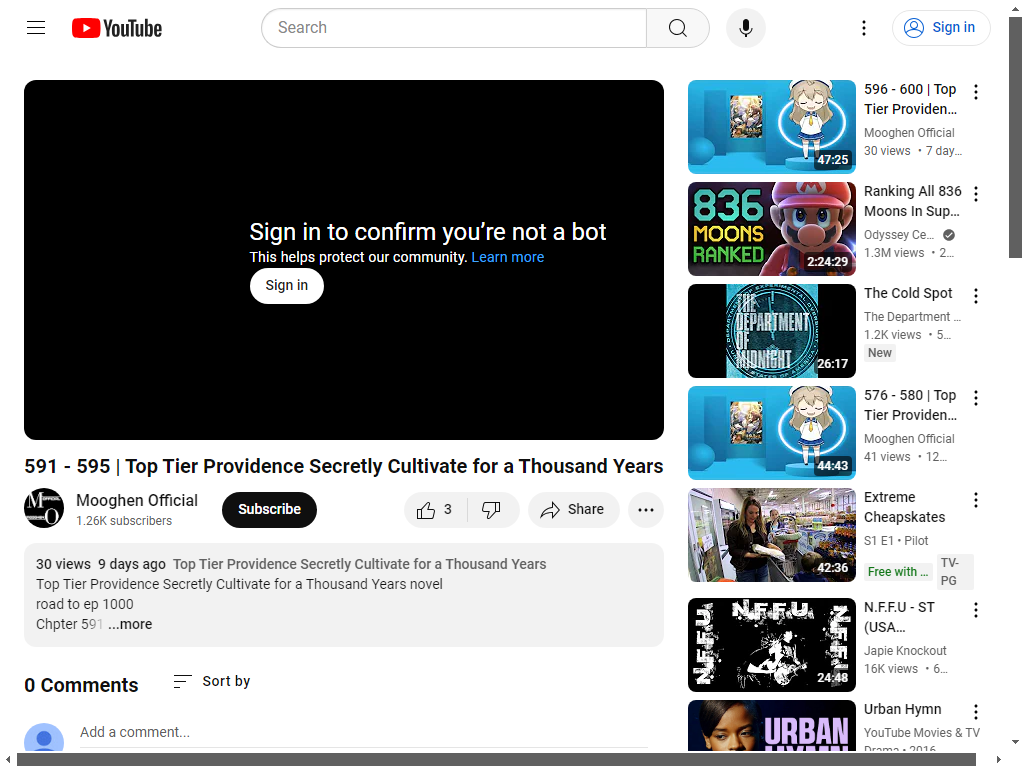 YouTube
Search
Sign in
Sign in to confirm you’re not a bot
This helps protect our community. Learn more
Sign in
591 - 595 | Top Tier Providence Secretly Cultivate for a Thousand Years
Mooghen Official
1.26K subscribers
Subscribe
3
Share
30 views 9 days ago Top Tier Providence Secretly Cultivate for a Thousand Years
Top Tier Providence Secretly Cultivate for a Thousand Years novel
road to ep 1000
Chpter 591 ...more
0 Comments
Sort by
Add a comment...
47:25
596 - 600 | Top
Tier Providen...
Mooghen Official
30 views • 7 day...
836
MOONS
RANKED
2:24:29
Ranking All 836
Moons In Sup...
Odyssey Ce...
1.3M views • 2...
THE
DEPARTMENT
OF
MIDNIGHT
26:17
The Cold Spot
The Department ...
1.2K views • 5...
New
44:43
576 - 580 | Top
Tier Providen...
Mooghen Official
41 views • 12...
42:36
Extreme
Cheapskates
S1 E1 • Pilot
Free with ...
TV-
PG
N.F.F.U.
N.F.F.U
N.F.F.U
24:48
N.F.F.U - ST
(USA...
Japie Knockout
16K views • 6...
URBAN
HYMN
Urban Hymn
YouTube Movies & TV
Drama • 2016